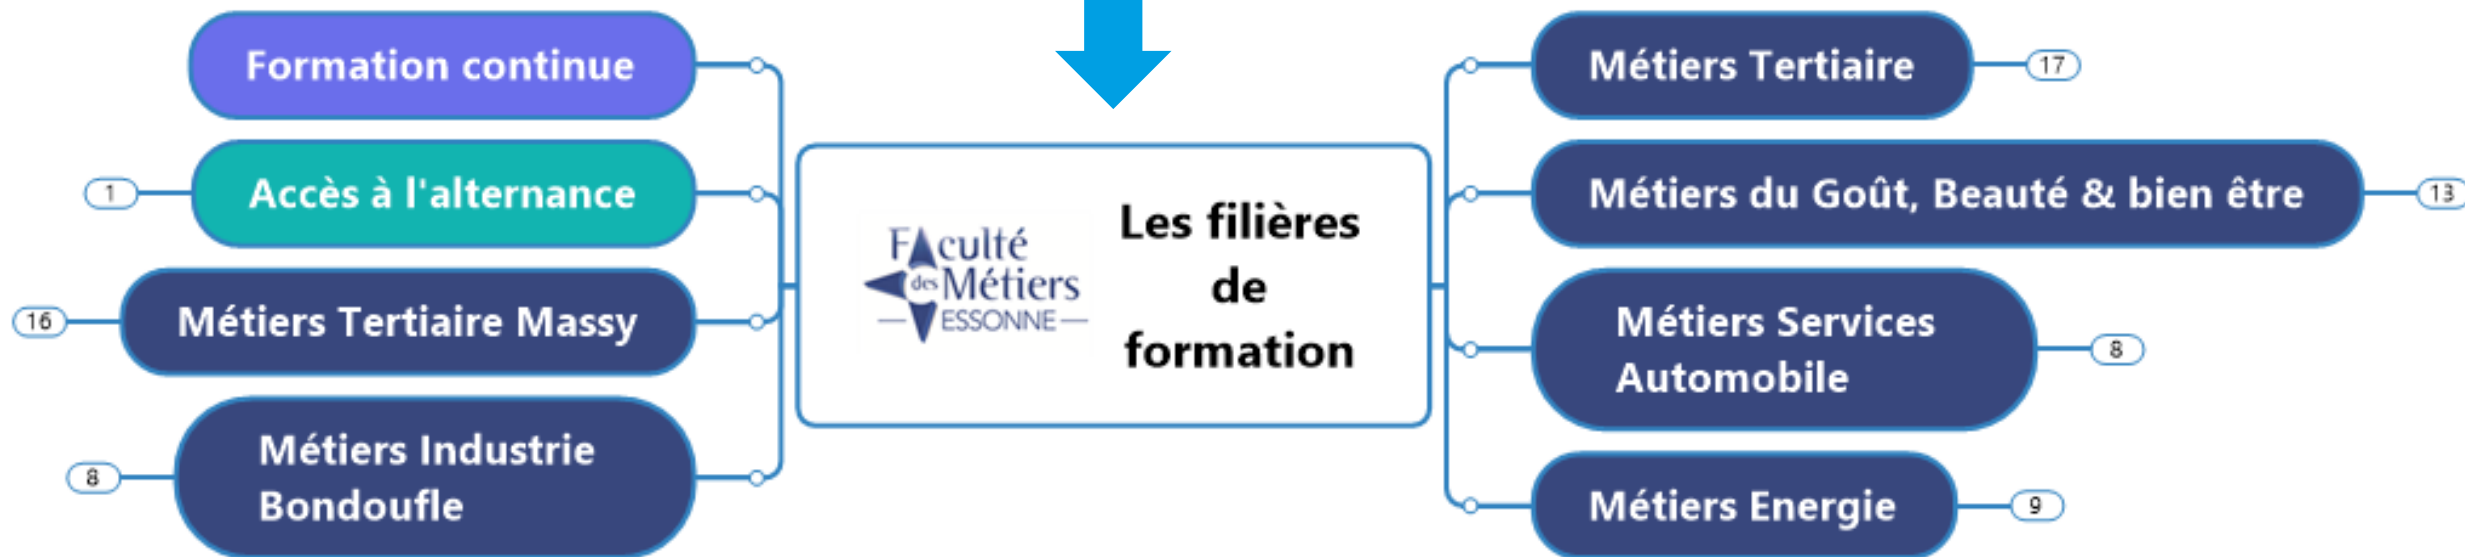 Formation continue
Accès à l'alternance
1
Métiers Tertiaire Massy
16
Métiers Industrie
Bondoufle
8
FAculté
des Métiers
ESSONNE
Les filières
de
formation
Métiers Tertiaire
17
Métiers du Goût, Beauté & bien être
13
Métiers Services
Automobile
8
Métiers Energie
9